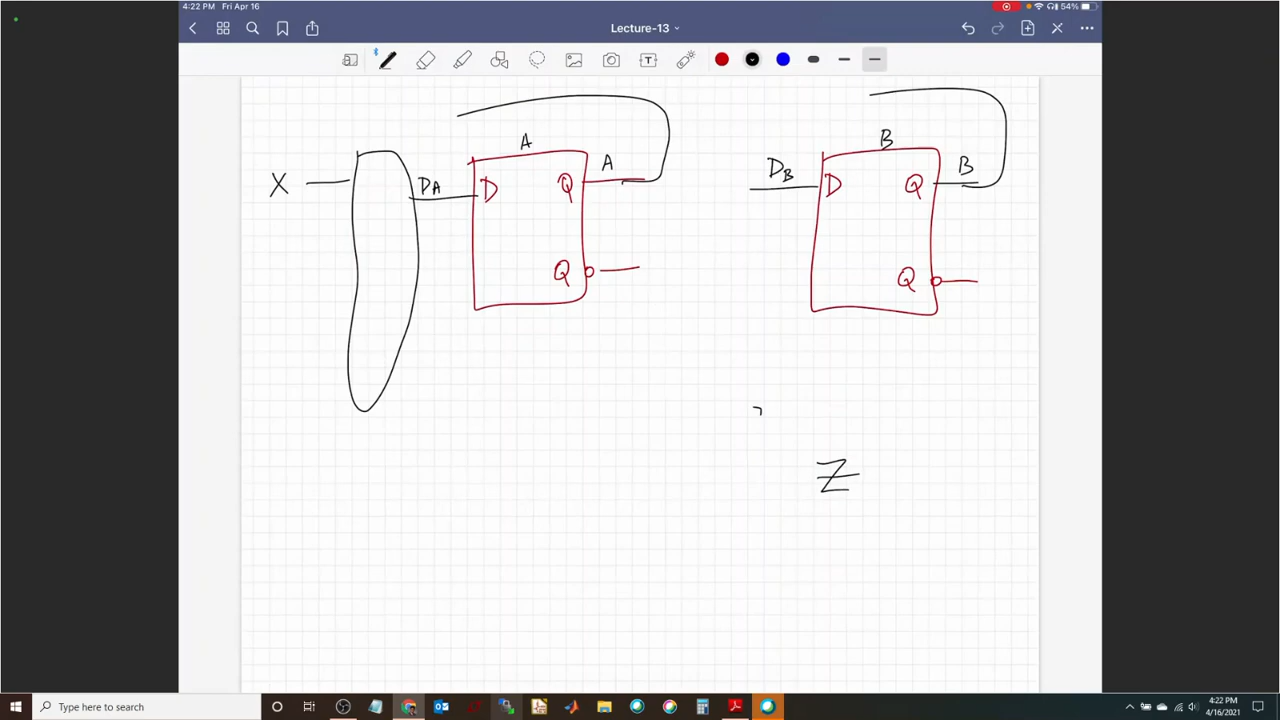 4:22 PM Fri Apr 16
54%
Lecture-13
T
A
B
X
DA
D
Q
A
Q
DB
D
Q
B
Q
Z
Type here to search
4:22 PM
4/16/2021